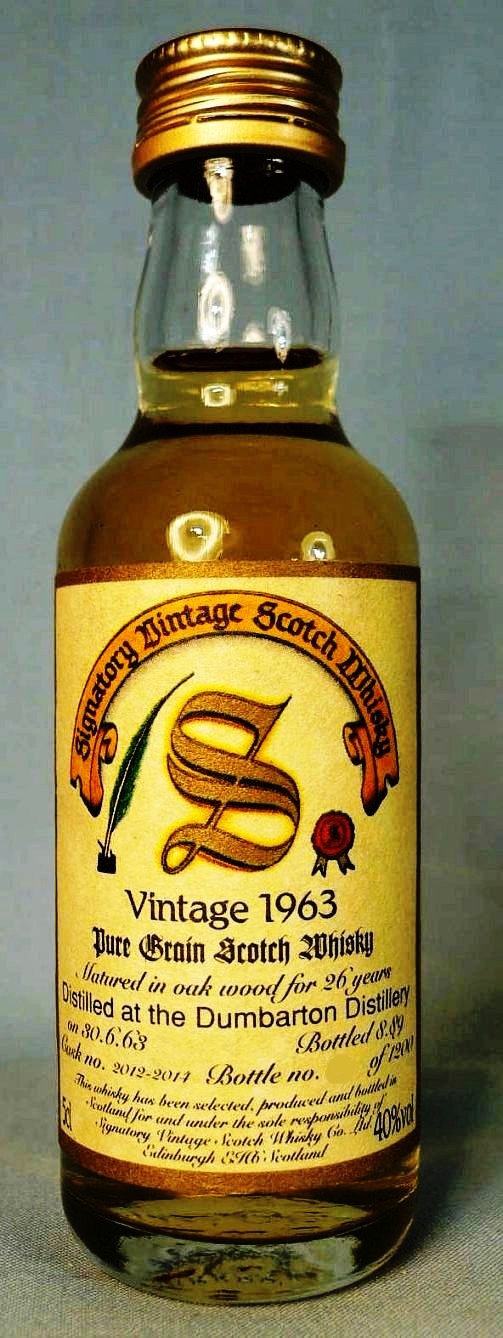 Signatory Vintage Scotch Whisky
S
Vintage 1963
Pure Grain Scotch Whisky
Matured in oak wood for 26 years
Distilled at the Dumbarton Distillery
on 30.6.63 Bottled 8.89
Cask no. 2012-2014 Bottle no. of 1200
This whisky has been selected, produced and bottled in
Scotland for and under the sole responsibility of
5cl Signatory Vintage Scotch Whisky Co. Ltd. 40%vol
Edinburgh EH6 Scotland